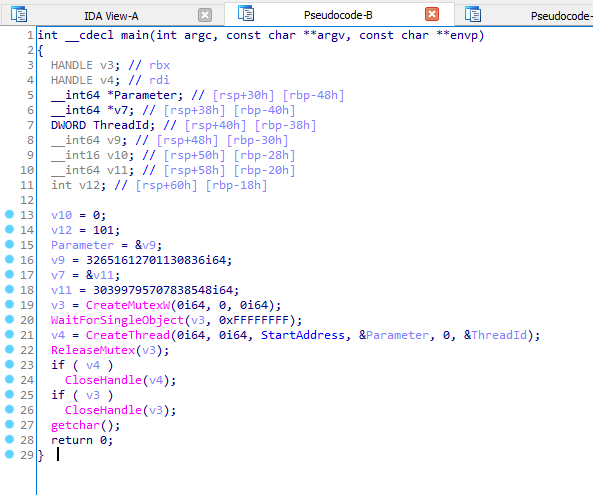 IDA View-A Pseudocode-B Pseudocode-
1 int __cdecl main(int argc, const char **argv, const char **envp)
2 {
3 HANDLE v3; // rbx
4 HANDLE v4; // rdi
5 __int64 *Parameter; // [rsp+30h] [rbp-48h]
6 __int64 *v7; // [rsp+38h] [rbp-40h]
7 DWORD ThreadId; // [rsp+40h] [rbp-38h]
8 __int64 v9; // [rsp+48h] [rbp-30h]
9 __int16 v10; // [rsp+50h] [rbp-28h]
10 __int64 v11; // [rsp+58h] [rbp-20h]
11 int v12; // [rsp+60h] [rbp-18h]
12
13 v10 = 0;
14 v12 = 101;
15 Parameter = &v9;
16 v9 = 32651612701130836i64;
17 v7 = &v11;
18 v11 = 30399795707838548i64;
19 v3 = CreateMutexW(0i64, 0, 0i64);
20 WaitForSingleObject(v3, 0xFFFFFFFF);
21 v4 = CreateThread(0i64, 0i64, StartAddress, &Parameter, 0, &ThreadId);
22 ReleaseMutex(v3);
23 if ( v4 )
24 CloseHandle(v4);
25 if ( v3 )
26 CloseHandle(v3);
27 getchar();
28 return 0;
29 }